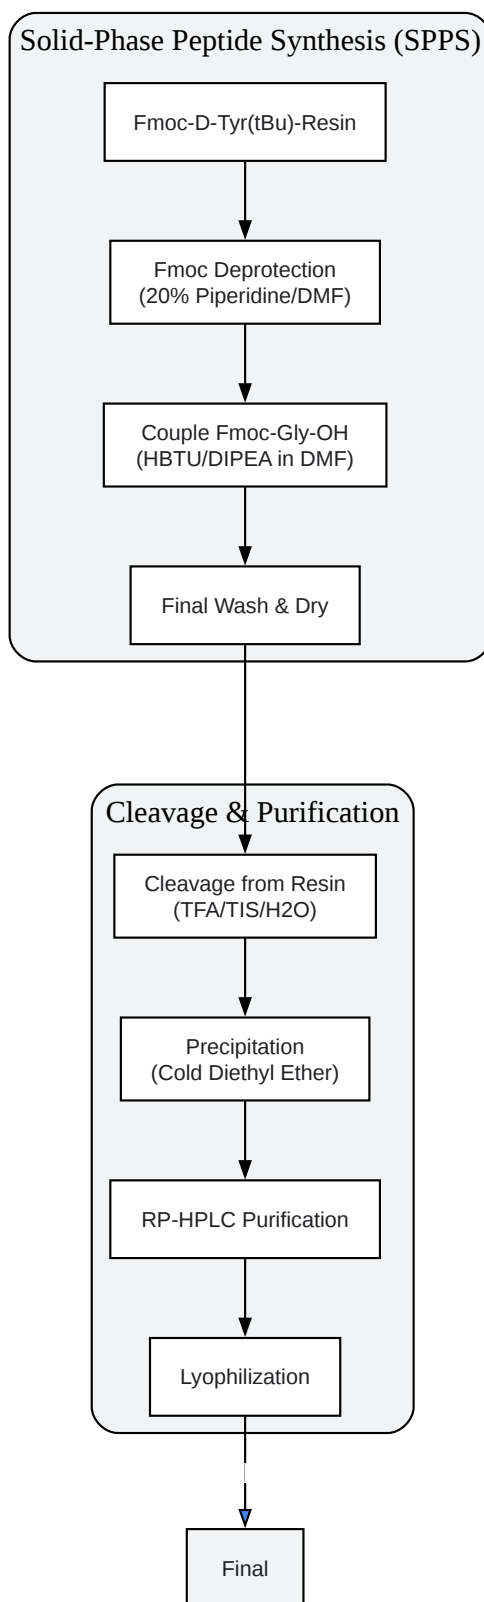 Solid-Phase Peptide Synthesis (SPPS)
Fmoc-D-Tyr(tBu)-Resin
Fmoc Deprotection
(20% Piperidine/DMF)
Couple Fmoc-Gly-OH
(HBTU/DIPEA in DMF)
Final Wash & Dry
Cleavage & Purification
Cleavage from Resin
(TFA/TIS/H2O)
Precipitation
(Cold Diethyl Ether)
RP-HPLC Purification
Lyophilization
Final